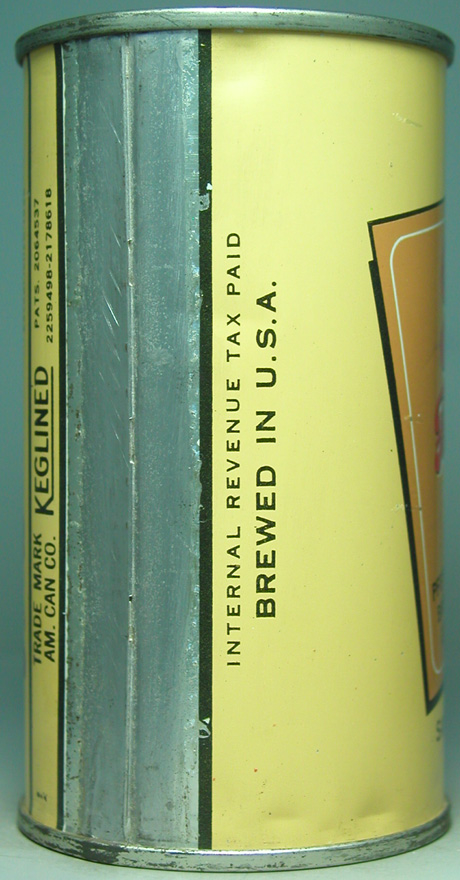 TRADE MARK
AM. CAN CO.
KEGLINED
PATS. 2064537
2259498-2178618
INTERNAL REVENUE TAX PAID
BREWED IN U.S.A.